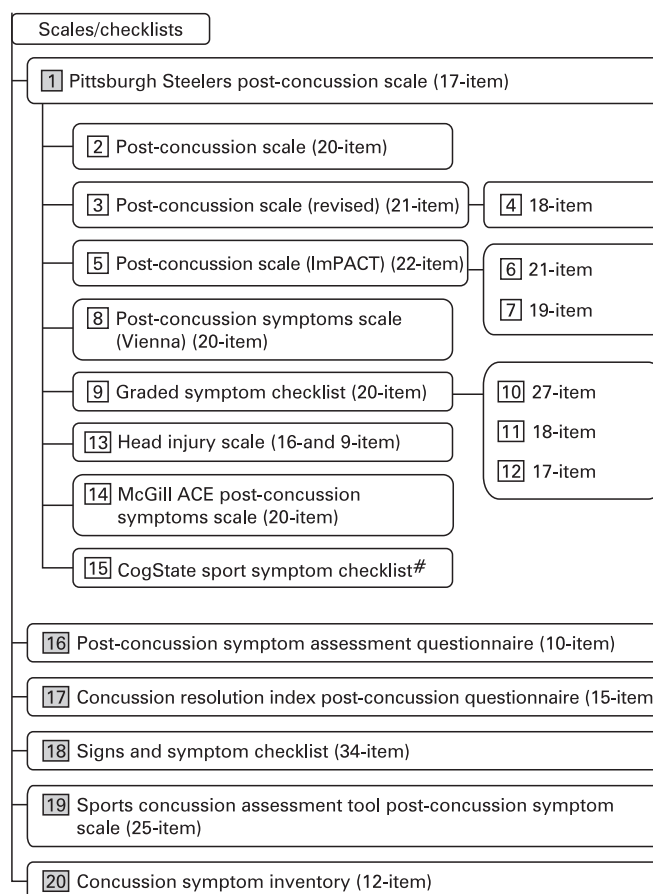 Scales/checklists
1 Pittsburgh Steelers post-concussion scale (17-item)
2 Post-concussion scale (20-item)
3 Post-concussion scale (revised) (21-item)
4 18-item
5 Post-concussion scale (ImPACT) (22-item)
6 21-item
7 19-item
8 Post-concussion symptoms scale
(Vienna) (20-item)
9 Graded symptom checklist (20-item)
10 27-item
11 18-item
12 17-item
13 Head injury scale (16-and 9-item)
14 McGill ACE post-concussion
symptoms scale (20-item)
15 CogState sport symptom checklist#
16 Post-concussion symptom assessment questionnaire (10-item)
17 Concussion resolution index post-concussion questionnaire (15-item
18 Signs and symptom checklist (34-item)
19 Sports concussion assessment tool post-concussion symptom
scale (25-item)
20 Concussion symptom inventory (12-item)